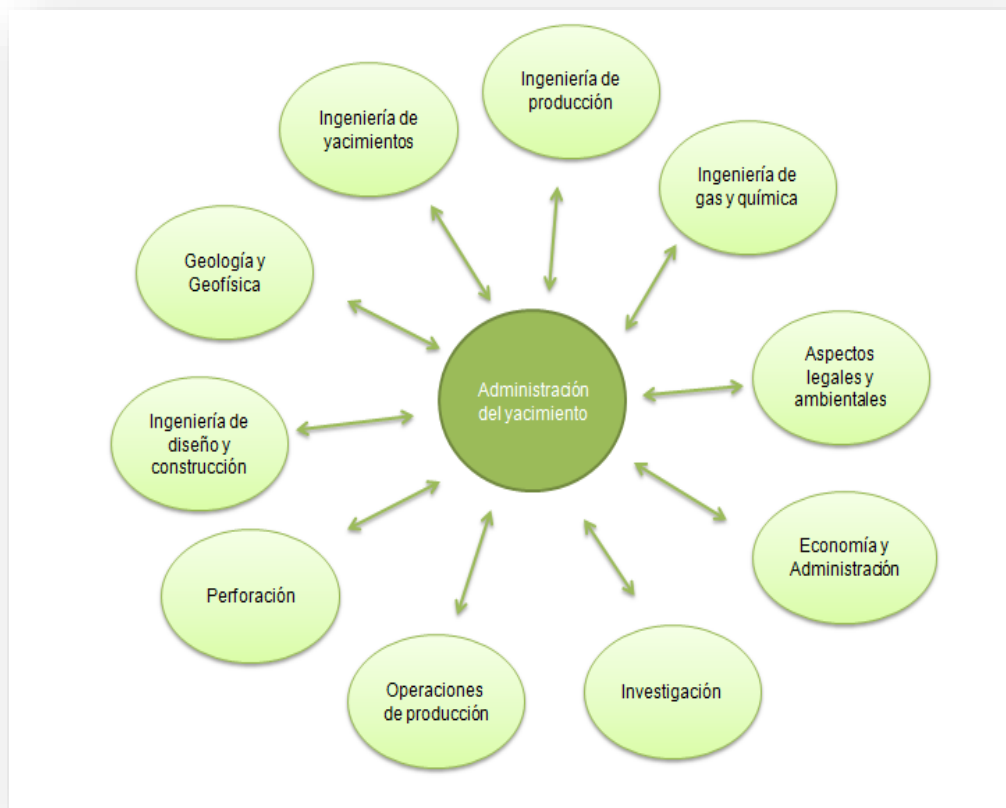 Ingeniería de
producción
Ingeniería de
yacimientos
Ingeniería de
gas y química
Geología y
Geofísica
Aspectos
legales y
ambientales
Administración
del yacimiento
Ingeniería de
diseño y
construcción
Economía y
Administración
Perforación
Operaciones
de producción
Investigación